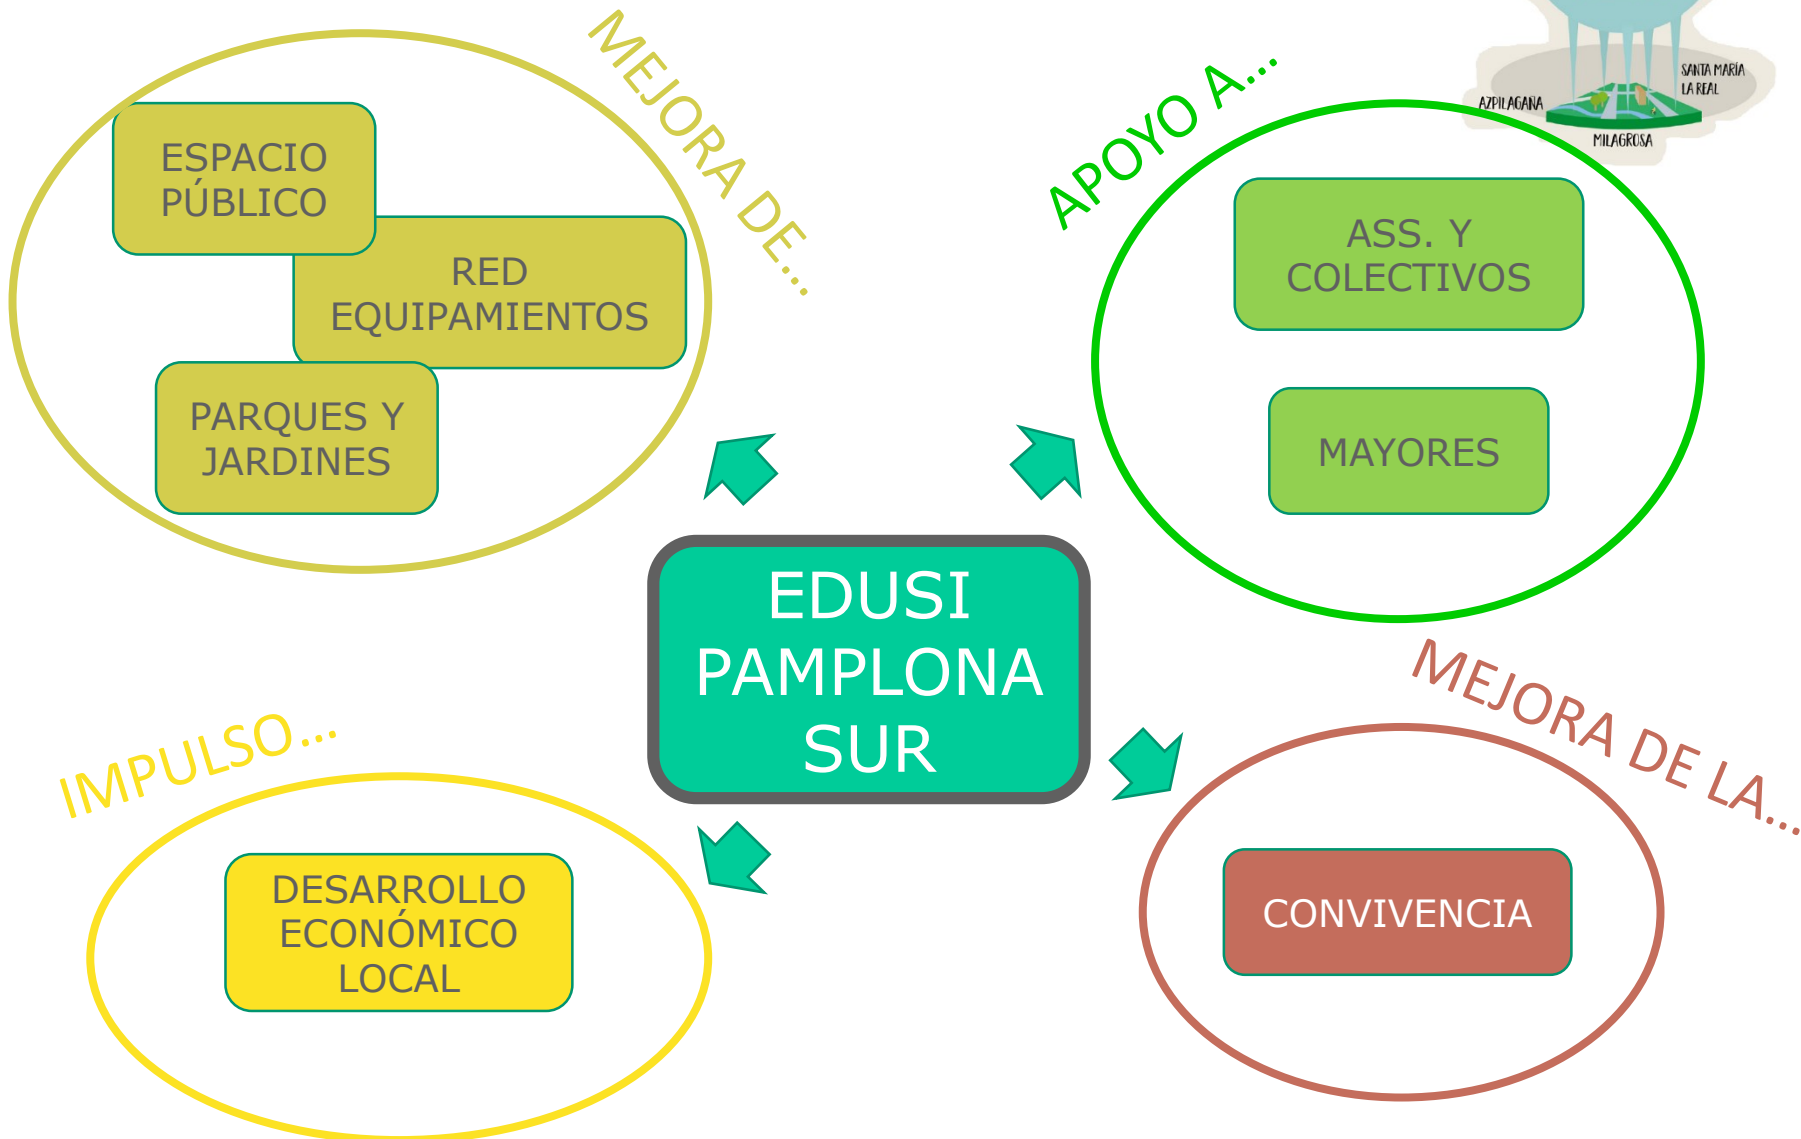 MEJORA DE...
ESPACIO
PÚBLICO
RED
EQUIPAMIENTOS
PARQUES Y
JARDINES
APOYO A...
SANTA MARÍA
LA REAL
AZPILAGAÑA
MILAGROSA
ASS. Y
COLECTIVOS
MAYORES
EDUSI
PAMPLONA
SUR
IMPULSO...
DESARROLLO
ECONÓMICO
LOCAL
MEJORA DE LA...
CONVIVENCIA